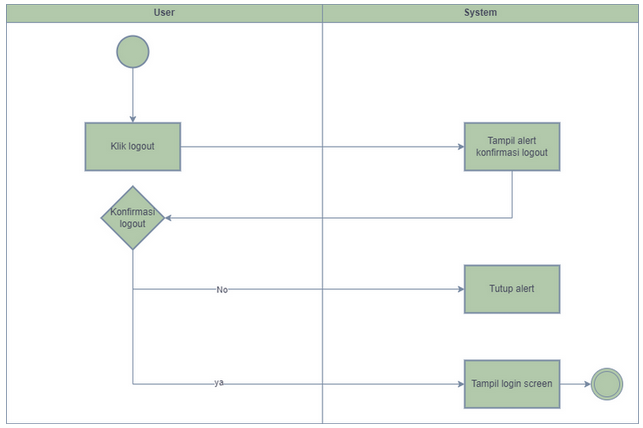 User
System
Klik logout
Tampil alert
konfirmasi logout
Konfirmasi
logout
No
Tutup alert
ya
Tampil login screen